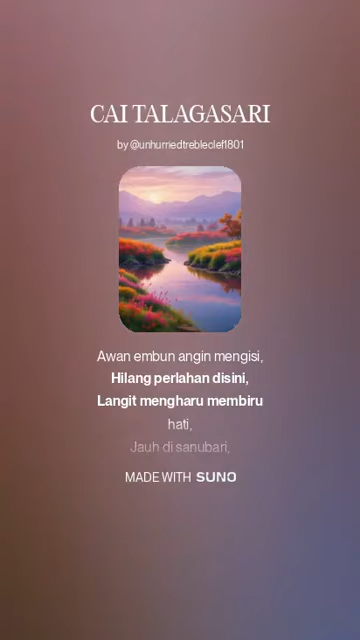 CAI TALAGASARI
by @unhurriedtrebleclef1801
Awan embun angin mengisi,
Hilang perlahan disini,
Langit mengharu membiru
hati,
Jauh di sanubari,
MADE WITH SUNO